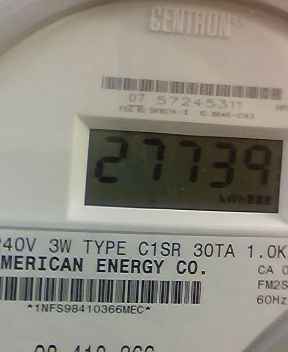 CENTRON
07 57245311
27739
kWh
240V 3W TYPE C1SR 30TA 1.0K
AMERICAN ENERGY CO.
CA 0
FM2S
60Hz
*1NFS98410366MEC*